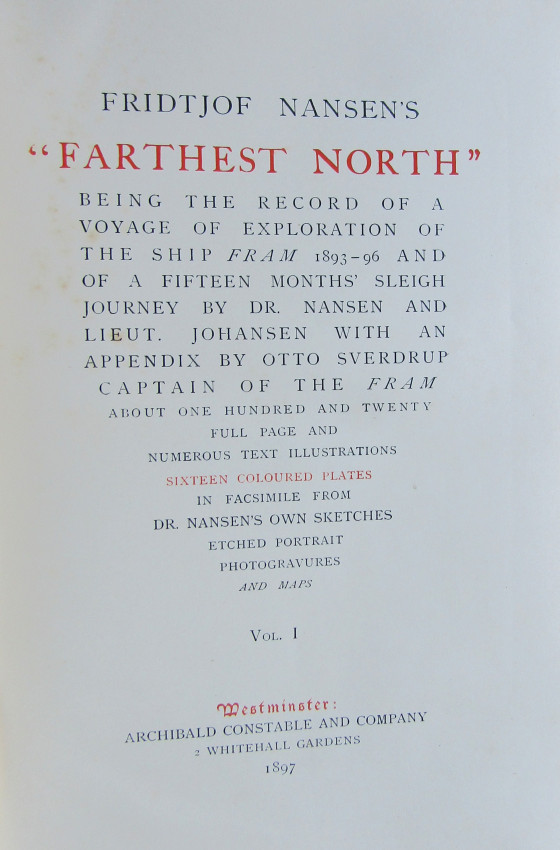 FRIDTJOF NANSEN'S
"FARTHEST NORTH"
BEING THE RECORD OF A
VOYAGE OF EXPLORATION OF
THE SHIP FRAM 1893-96 AND
OF A FIFTEEN MONTHS' SLEIGH
JOURNEY BY DR. NANSEN AND
LIEUT. JOHANSEN WITH AN
APPENDIX BY OTTO SVERDRUP
CAPTAIN OF THE FRAM
ABOUT ONE HUNDRED AND TWENTY
FULL PAGE AND
NUMEROUS TEXT ILLUSTRATIONS
SIXTEEN COLOURED PLATES
IN FACSIMILE FROM
DR. NANSEN'S OWN SKETCHES
ETCHED PORTRAIT
PHOTOGRAVURES
AND MAPS
VOL. I
Westminster:
ARCHIBALD CONSTABLE AND COMPANY
2 WHITEHALL GARDENS
1897